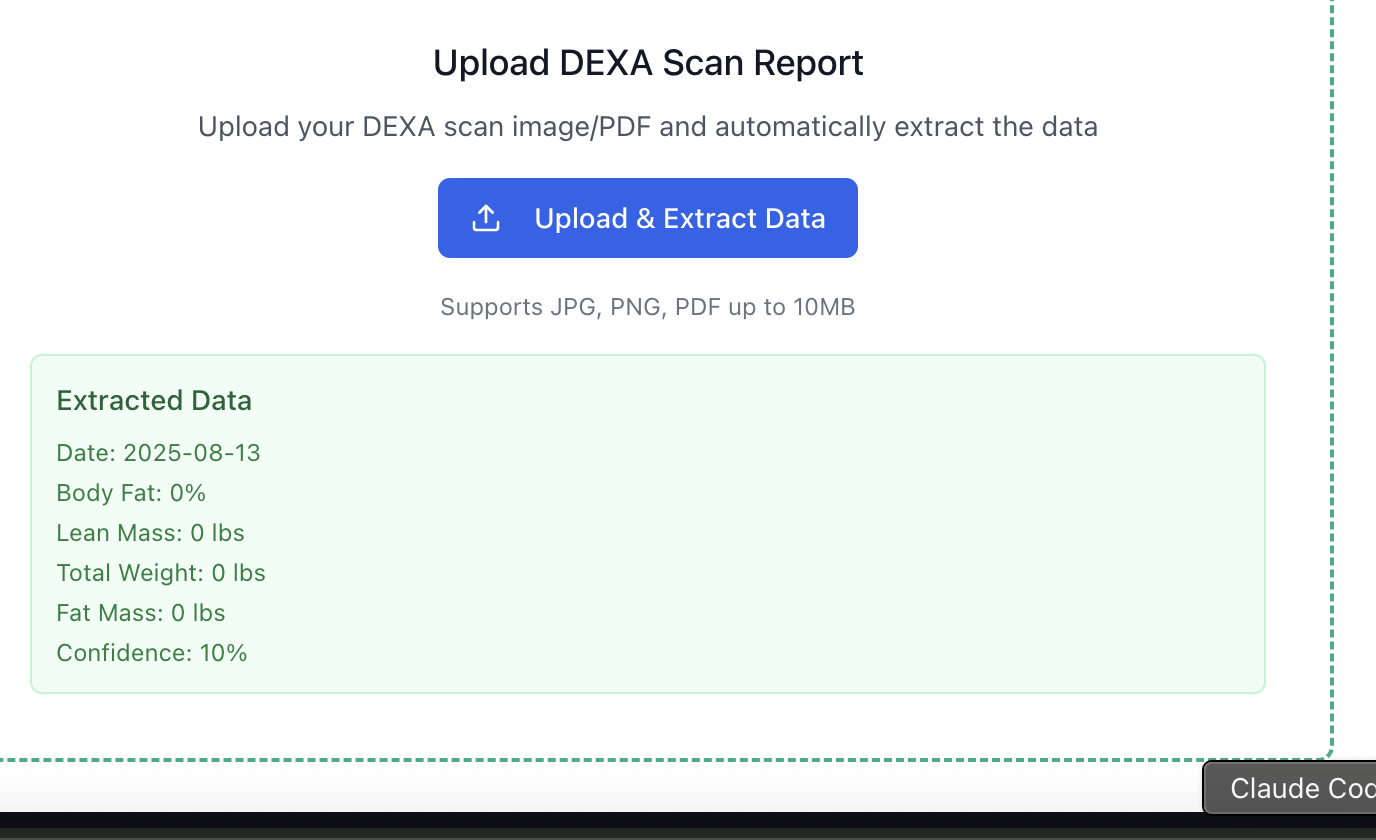 Upload DEXA Scan Report
Upload your DEXA scan image/PDF and automatically extract the data
Upload & Extract Data
Supports JPG, PNG, PDF up to 10MB
Extracted Data
Date: 2025-08-13
Body Fat: 0%
Lean Mass: 0 lbs
Total Weight: 0 lbs
Fat Mass: 0 lbs
Confidence: 10%
Claude